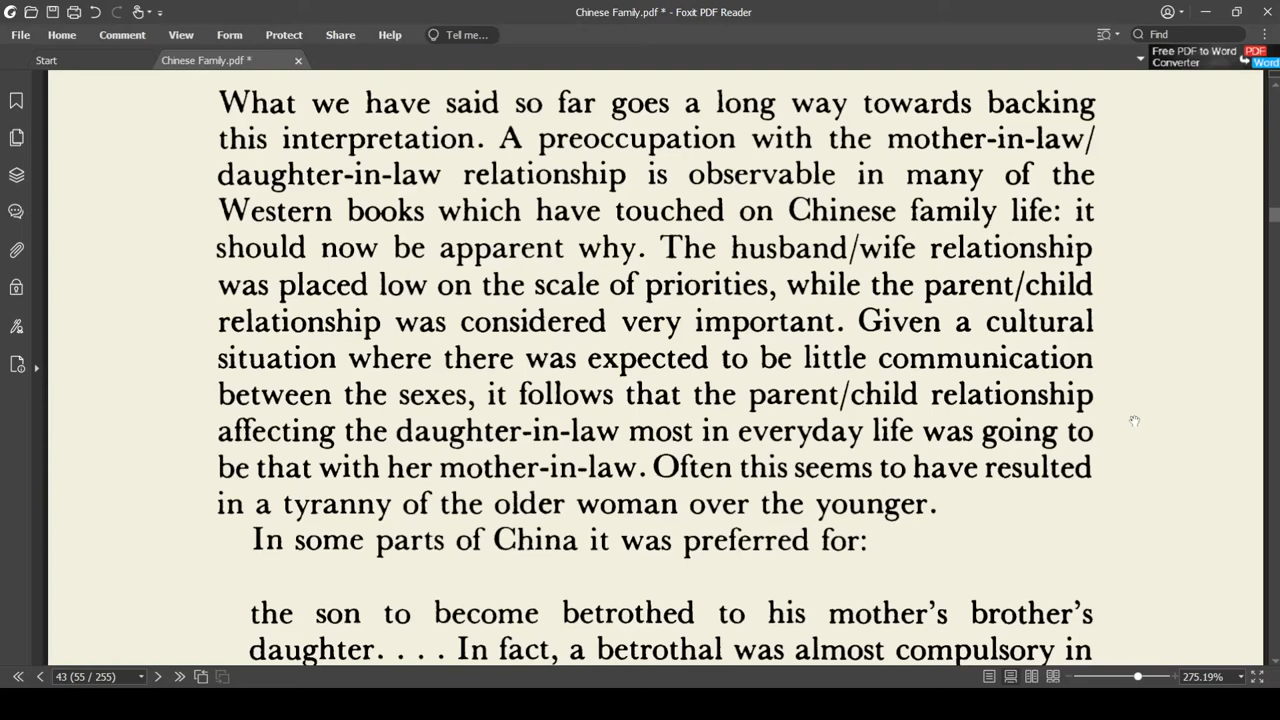 Chinese Family.pdf * - Foxit PDF Reader
File Home Comment View Form Protect Share Help Tell me... Find
Start Chinese Family.pdf * Free PDF to Word Converter PDF Word
What we have said so far goes a long way towards backing
this interpretation. A preoccupation with the mother-in-law/
daughter-in-law relationship is observable in many of the
Western books which have touched on Chinese family life: it
should now be apparent why. The husband/wife relationship
was placed low on the scale of priorities, while the parent/child
relationship was considered very important. Given a cultural
situation where there was expected to be little communication
between the sexes, it follows that the parent/child relationship
affecting the daughter-in-law most in everyday life was going to
be that with her mother-in-law. Often this seems to have resulted
in a tyranny of the older woman over the younger.
In some parts of China it was preferred for:
the son to become betrothed to his mother's brother's
daughter. . . . In fact, a betrothal was almost compulsory in
43 (55 / 255) 275.19%